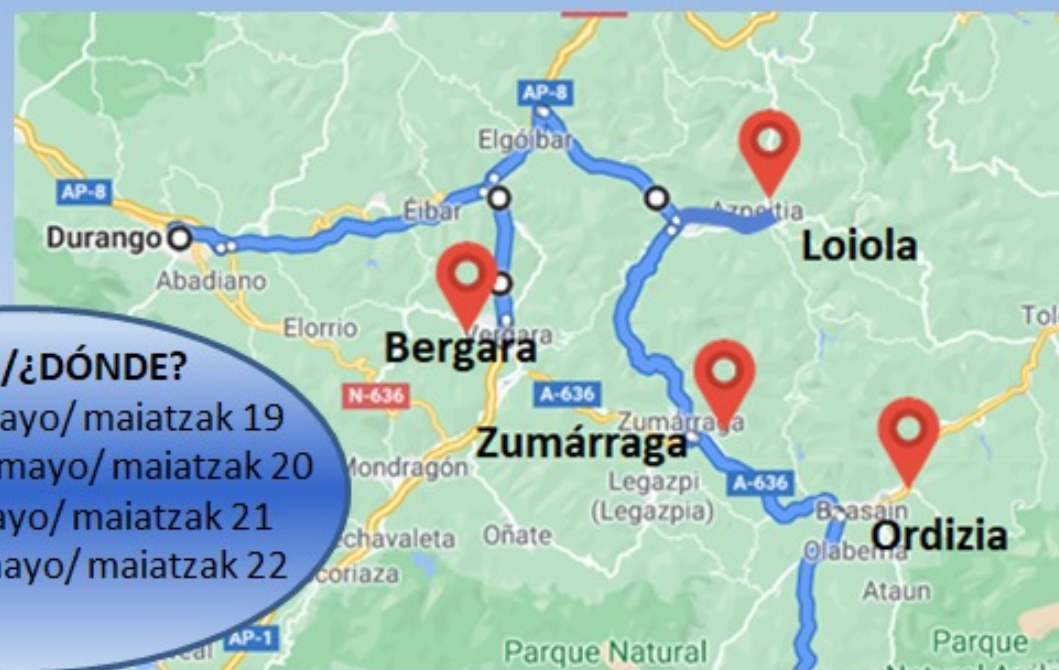 AP-8
Elgóibar
AP-8
Éibar
Azpeitia
Durango
Loiola
Abadiano
Elorrio
Vergara
Bergara
/¿DÓNDE?
N-636
A-636
Zumárraga
ayo/ maiatzak 19
Zumárraga
mayo/ maiatzak 20
Mondragón
Legazpi
A-636
(Legazpia)
ayo/ maiatzak 21
Beasain
echavaleta
Oñate
Ordizia
Olaberria
ayo/ maiatzak 22
coriaza
Ataun
AP-1
Parque Natural
Parque